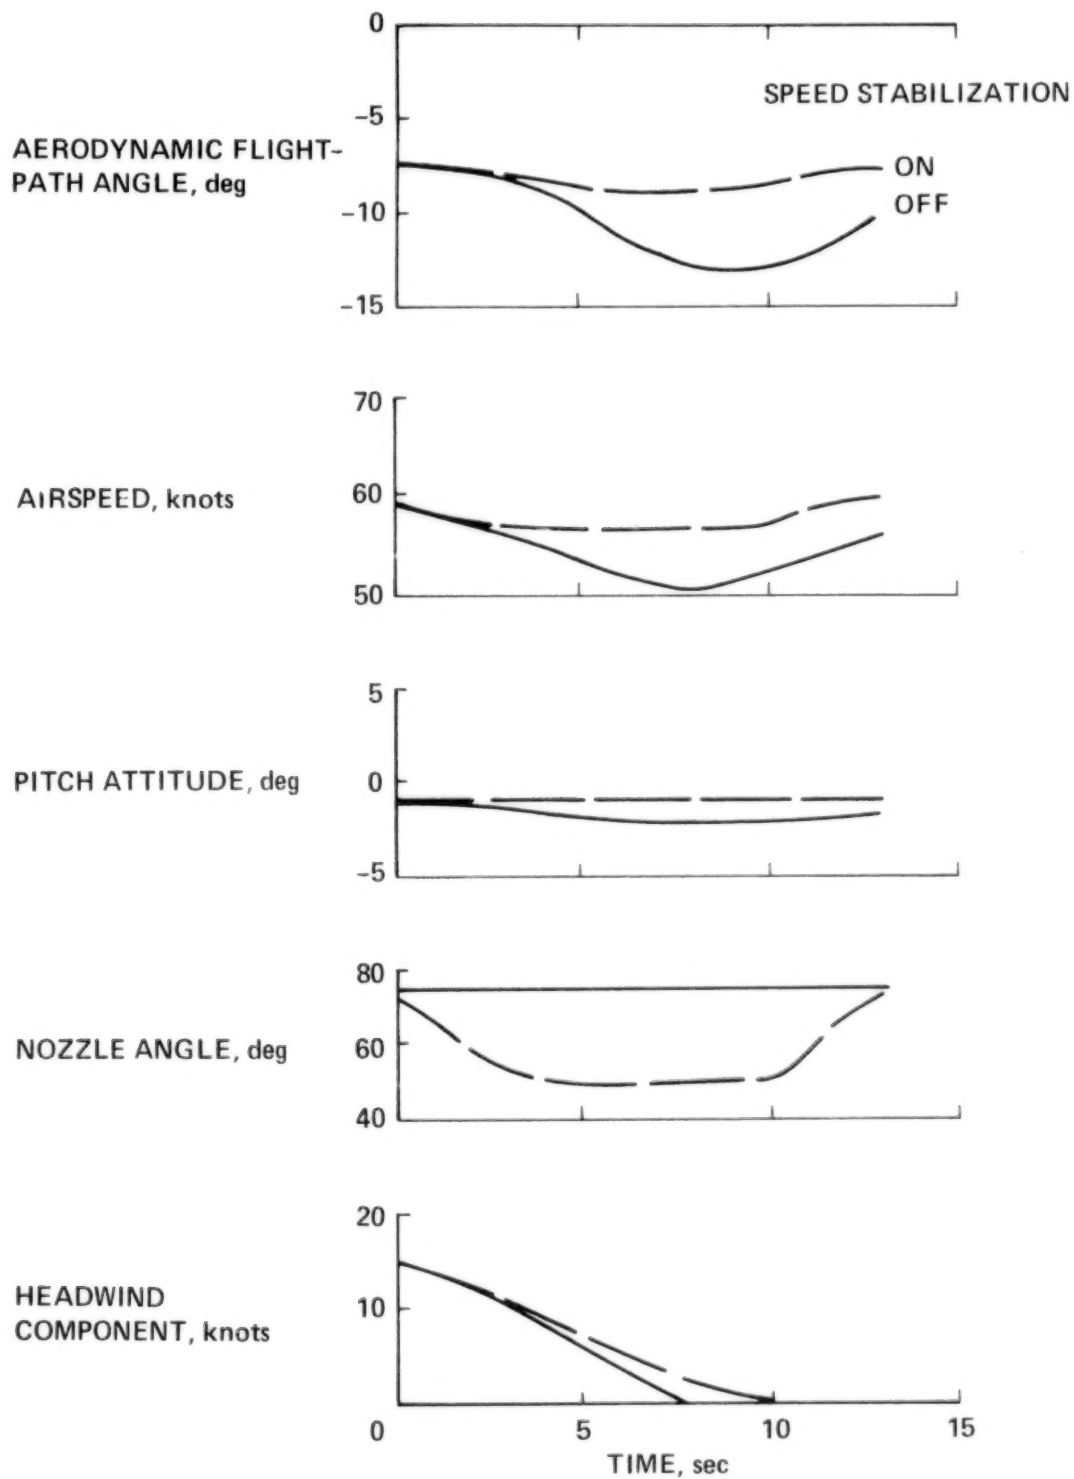 0
SPEED STABILIZATION
-5
AERODYNAMIC FLIGHT-
PATH ANGLE, deg
ON
OFF
-10
-15
70
AIRSPEED, knots
60
50
5
PITCH ATTITUDE, deg
0
-5
80
NOZZLE ANGLE, deg
60
40
20
HEADWIND
COMPONENT, knots
10
0 5 10 15
TIME, sec